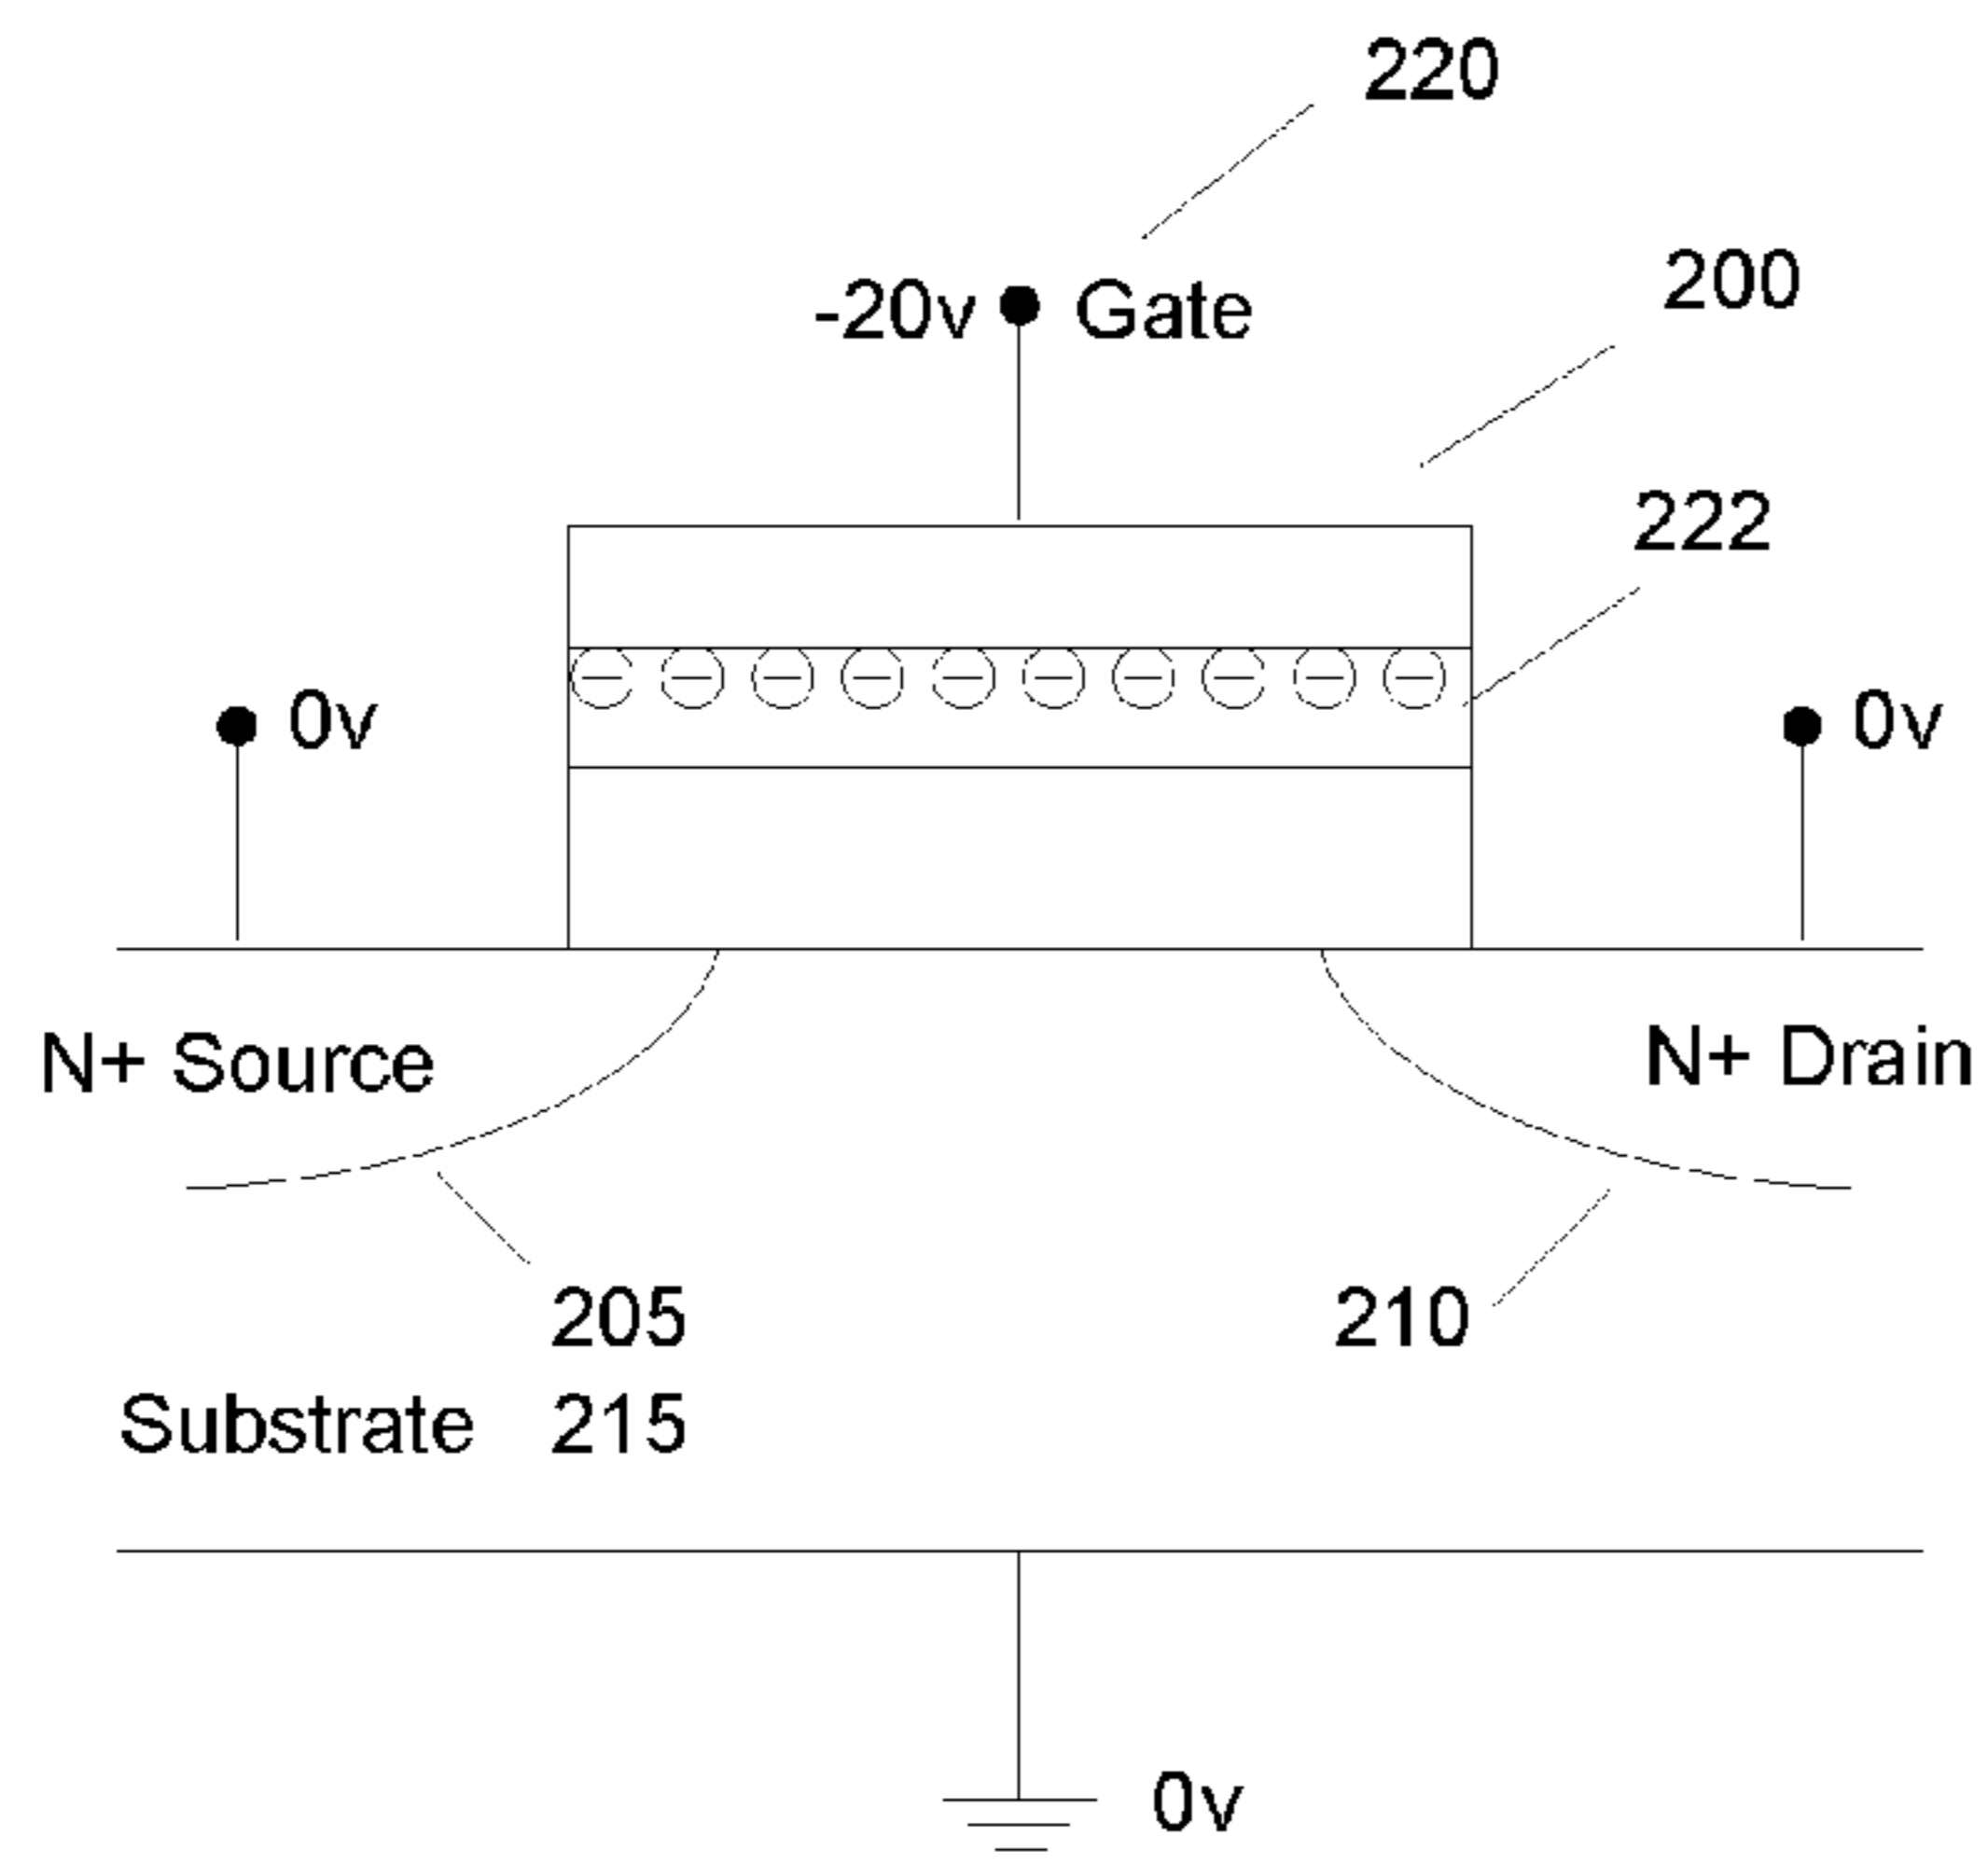 220
-20v Gate
200
222
0v
0v
N+ Source
N+ Drain
205
210
Substrate 215
0v